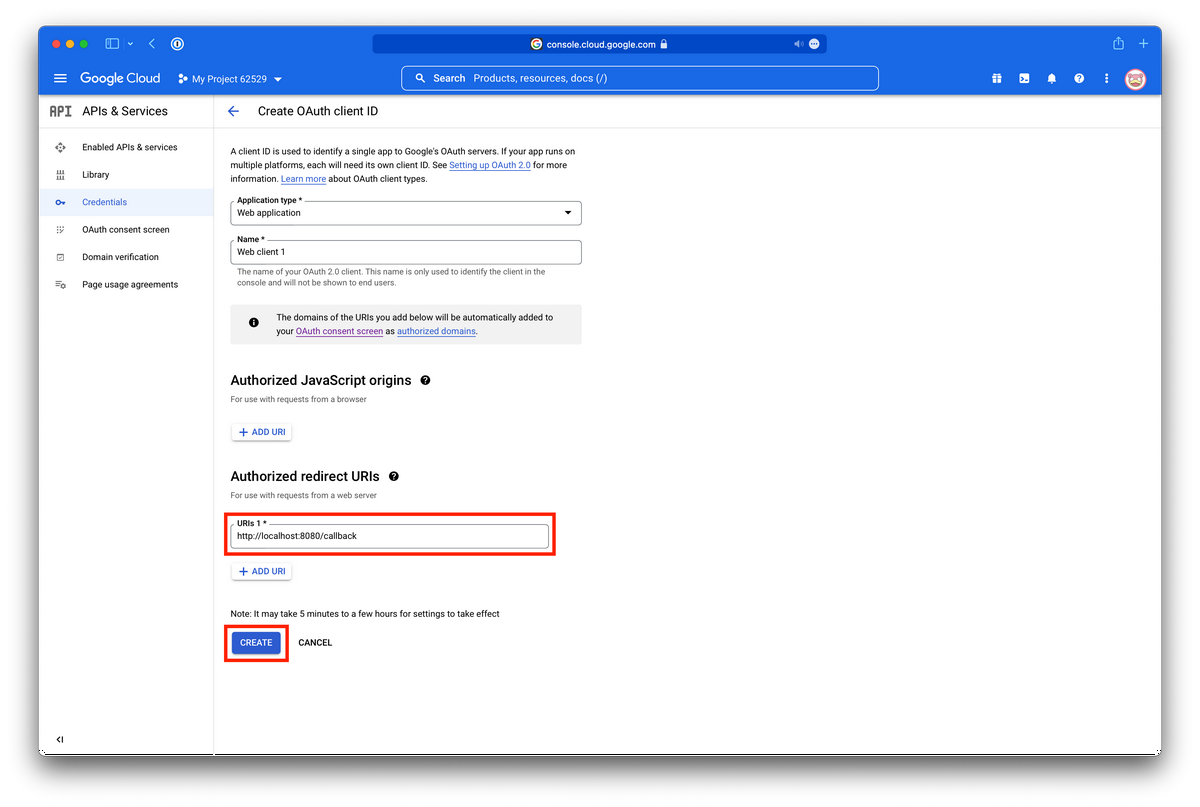 console.cloud.google.com
Google Cloud
My Project 62529
Search Products, resources, docs (/)
API APIs & Services
Create OAuth client ID
Enabled APIs & services
Library
Credentials
OAuth consent screen
Domain verification
Page usage agreements
A client ID is used to identify a single app to Google's OAuth servers. If your app runs on
multiple platforms, each will need its own client ID. See Setting up OAuth 2.0 for more
information. Learn more about OAuth client types.
Application type *
Web application
Name *
Web client 1
The name of your OAuth 2.0 client. This name is only used to identify the client in the
console and will not be shown to end users.
The domains of the URIs you add below will be automatically added to
your OAuth consent screen as authorized domains.
Authorized JavaScript origins
For use with requests from a browser
+ ADD URI
Authorized redirect URIs
For use with requests from a web server
URIs 1 *
http://localhost:8080/callback
+ ADD URI
Note: It may take 5 minutes to a few hours for settings to take effect
CREATE CANCEL